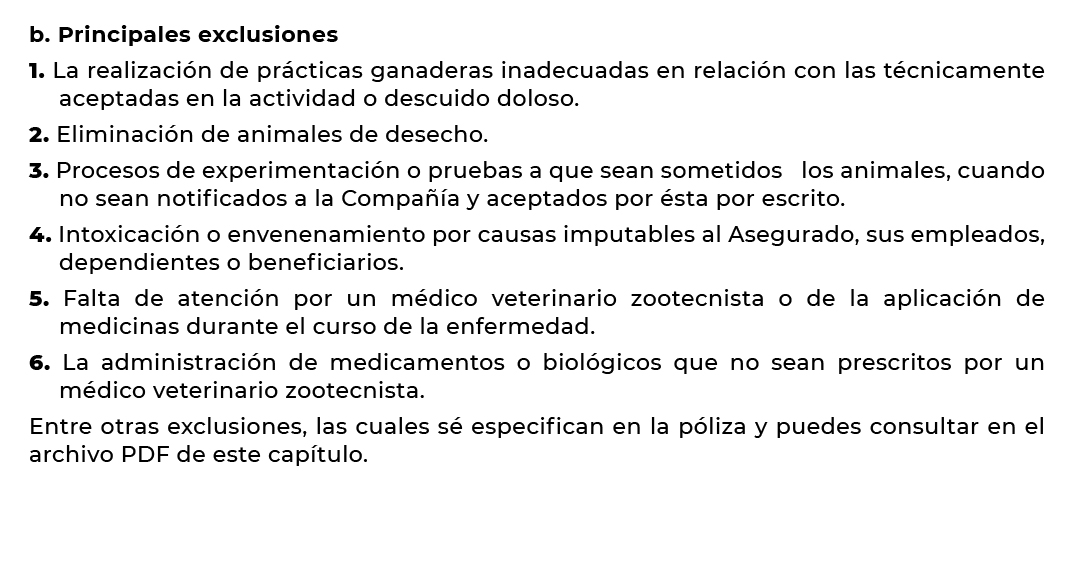 b. Principales exclusiones
1. La realización de prácticas ganaderas inadecuadas en relación con las técnicamente
aceptadas en la actividad o descuido doloso.
2. Eliminación de animales de desecho.
3. Procesos de experimentación o pruebas a que sean sometidos los animales, cuando
no sean notificados a la Compañía y aceptados por ésta por escrito.
4. Intoxicación o envenenamiento por causas imputables al Asegurado, sus empleados,
dependientes o beneficiarios.
5. Falta de atención por un médico veterinario zootecnista o de la aplicación de
medicinas durante el curso de la enfermedad.
6. La administración de medicamentos o biológicos que no sean prescritos por un
médico veterinario zootecnista.
Entre otras exclusiones, las cuales sé especifican en la póliza y puedes consultar en el
archivo PDF de este capítulo.